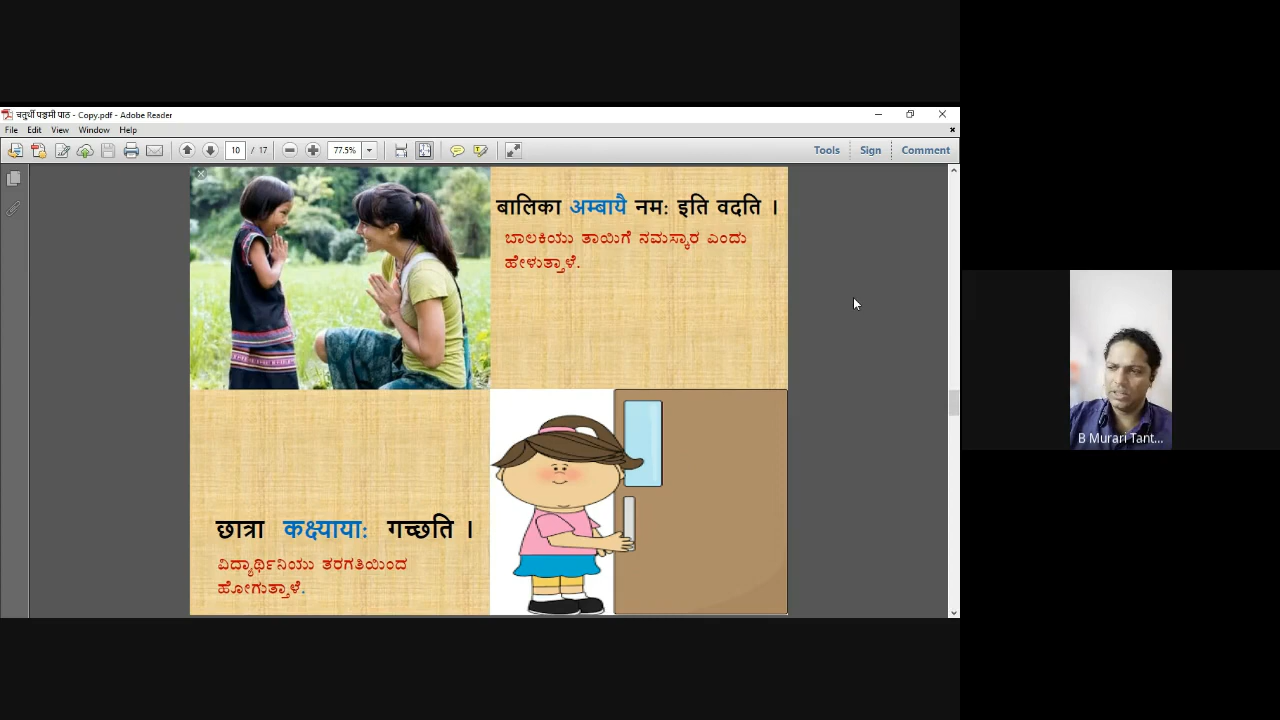 चतुर्थी पञ्चमी पाठ - Copy.pdf - Adobe Reader
File Edit View Window Help
10 / 17 77.5% Tools Sign Comment
बालिका अम्बायै नमः इति वदति ।
ಬಾಲಕಿಯು ತಾಯಿಗೆ ನಮಸ್ಕಾರ ಎಂದು
ಹೇಳುತ್ತಾಳೆ.
छात्रा कक्ष्यायाः गच्छति ।
ವಿದ್ಯಾರ್ಥಿನಿಯು ತರಗತಿಯಿಂದ
ಹೋಗುತ್ತಾಳೆ.
B Murari Tant...